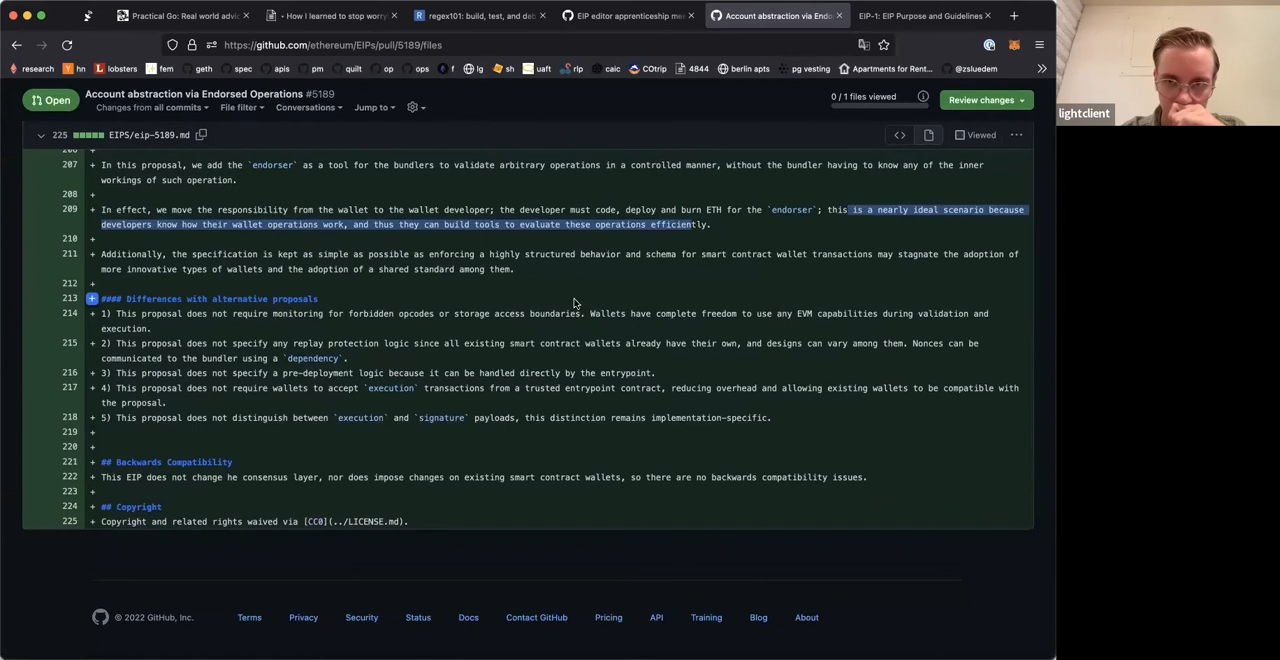 Practical Go: Real world advic
• How I learned to stop worry
regex101: build, test, and deb
EIP editor apprenticeship mee
Account abstraction via Endors
EIP-1: EIP Purpose and Guidelines
https://github.com/ethereum/EIPs/pull/5189/files
research
hn
lobsters
fem
geth
spec
apis
pm
quilt
op
ops
f
lg
sh
uaft
rlp
caic
COtrip
4844
berlin apts
pg vesting
Apartments for Rent...
@zsluedem
Open
Account abstraction via Endorsed Operations #5189
Changes from all commits
File filter
Conversations
Jump to
0 / 1 files viewed
Review changes
225
EIPS/eip-5189.md
Viewed
lightclient
207 + In this proposal, we add the `endorser` as a tool for the bundlers to validate arbitrary operations in a controlled manner, without the bundler having to know any of the inner
workings of such operation.
208 +
209 + In effect, we move the responsibility from the wallet to the wallet developer; the developer must code, deploy and burn ETH for the `endorser`; this is a nearly ideal scenario because
developers know how their wallet operations work, and thus they can build tools to evaluate these operations efficiently.
210 +
211 + Additionally, the specification is kept as simple as possible as enforcing a highly structured behavior and schema for smart contract wallet transactions may stagnate the adoption of
more innovative types of wallets and the adoption of a shared standard among them.
212 +
213 + #### Differences with alternative proposals
214 + 1) This proposal does not require monitoring for forbidden opcodes or storage access boundaries. Wallets have complete freedom to use any EVM capabilities during validation and
execution.
215 + 2) This proposal does not specify any replay protection logic since all existing smart contract wallets already have their own, and designs can vary among them. Nonces can be
communicated to the bundler using a `dependency`.
216 + 3) This proposal does not specify a pre-deployment logic because it can be handled directly by the entrypoint.
217 + 4) This proposal does not require wallets to accept `execution` transactions from a trusted entrypoint contract, reducing overhead and allowing existing wallets to be compatible with
the proposal.
218 + 5) This proposal does not distinguish between `execution` and `signature` payloads, this distinction remains implementation-specific.
219 +
220 +
221 + ## Backwards Compatibility
222 + This EIP does not change he consensus layer, nor does impose changes on existing smart contract wallets, so there are no backwards compatibility issues.
223 +
224 + ## Copyright
225 + Copyright and related rights waived via [CC0](../LICENSE.md).
© 2022 GitHub, Inc.
Terms
Privacy
Security
Status
Docs
Contact GitHub
Pricing
API
Training
Blog
About